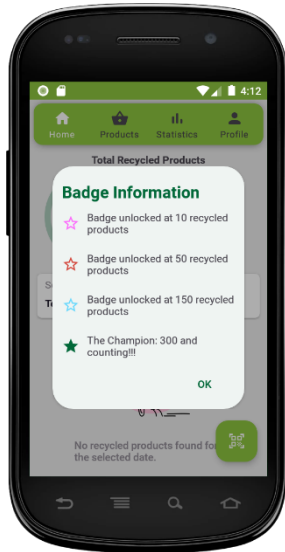 4:12
Home Products Statistics Profile
Total Recycled Products
Badge Information
Badge unlocked at 10 recycled
products
Badge unlocked at 50 recycled
products
Badge unlocked at 150 recycled
products
The Champion: 300 and
counting!!!
OK
No recycled products found for
the selected date.